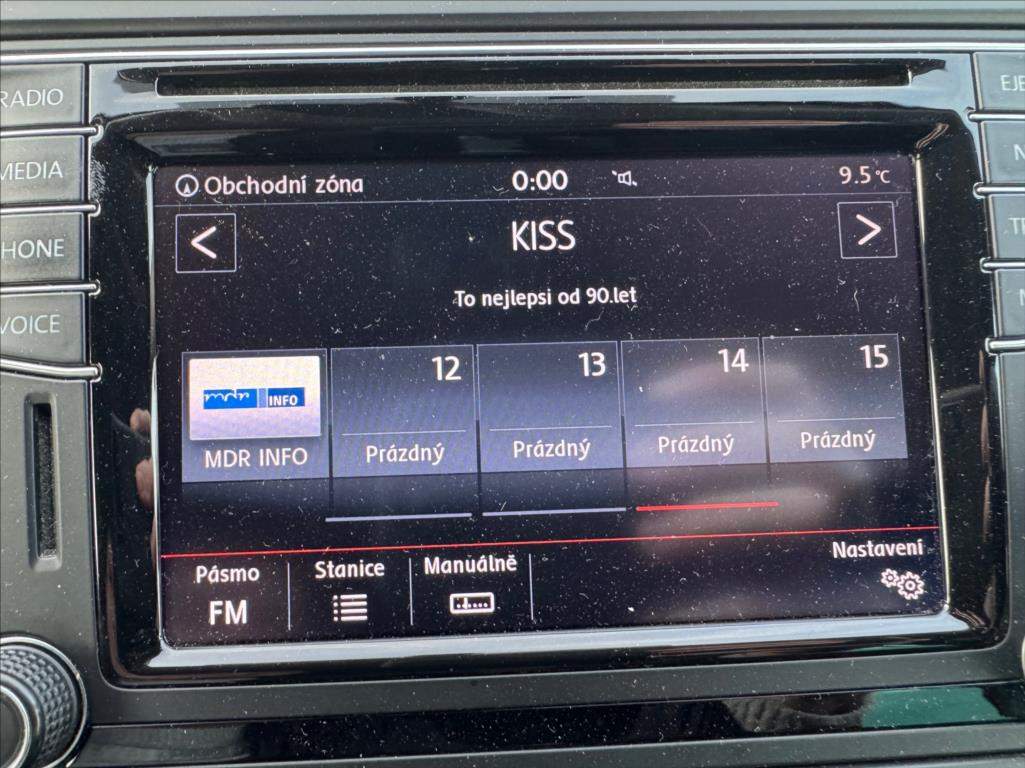 RADIO
MEDIA
PHONE
VOICE
EJE
Obchodní zóna
0:00
9.5°C
<
KISS
>
To nejlepsi od 90.let
mdr INFO
MDR INFO
12
Prázdný
13
Prázdný
14
Prázdný
15
Prázdný
Pásmo
FM
Stanice
Manuálně
Nastavení